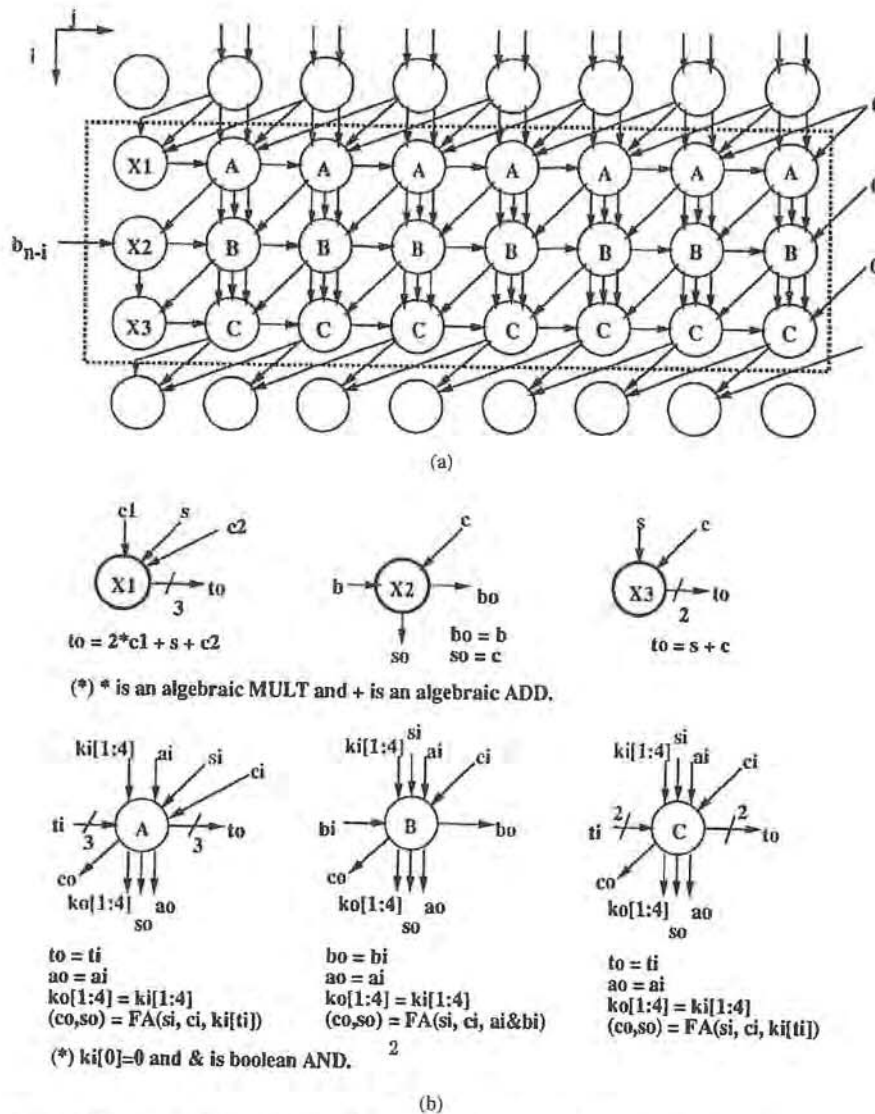 j
i
0
X1 A A A A A A A
0
b_{n-i} X2 B B B B B B B
0
X3 C C C C C C C
(a)
c1 s c2
X1 3 to
to = 2*c1 + s + c2
c
b X2 bo
so
bo = b
so = c
s c
X3 2 to
to = s + c
(*) * is an algebraic MULT and + is an algebraic ADD.
ki[1:4] ai si ci
ti 3 A 3 to
co
ko[1:4] so ao
to = ti
ao = ai
ko[1:4] = ki[1:4]
(co,so) = FA(si, ci, ki[ti])
ki[1:4] si ai ci
bi B bo
co
ko[1:4] so ao
bo = bi
ao = ai
ko[1:4] = ki[1:4]
(co,so) = FA(si, ci, ai&bi)
ki[1:4] si ai ci
ti 2 C 2 to
co
ko[1:4] so ao
to = ti
ao = ai
ko[1:4] = ki[1:4]
(co,so) = FA(si, ci, ki[ti])
(*) ki[0]=0 and & is boolean AND.
2
(b)